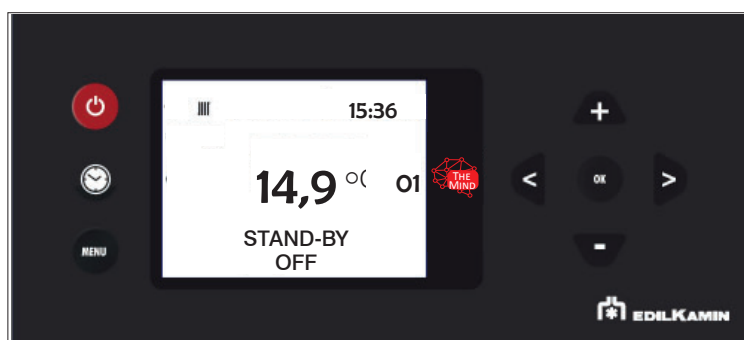 15:36
14,9 °C 01
THE
MIND
STAND-BY
OFF
MENU
OK
+
<
>
-
EDILKAMIN